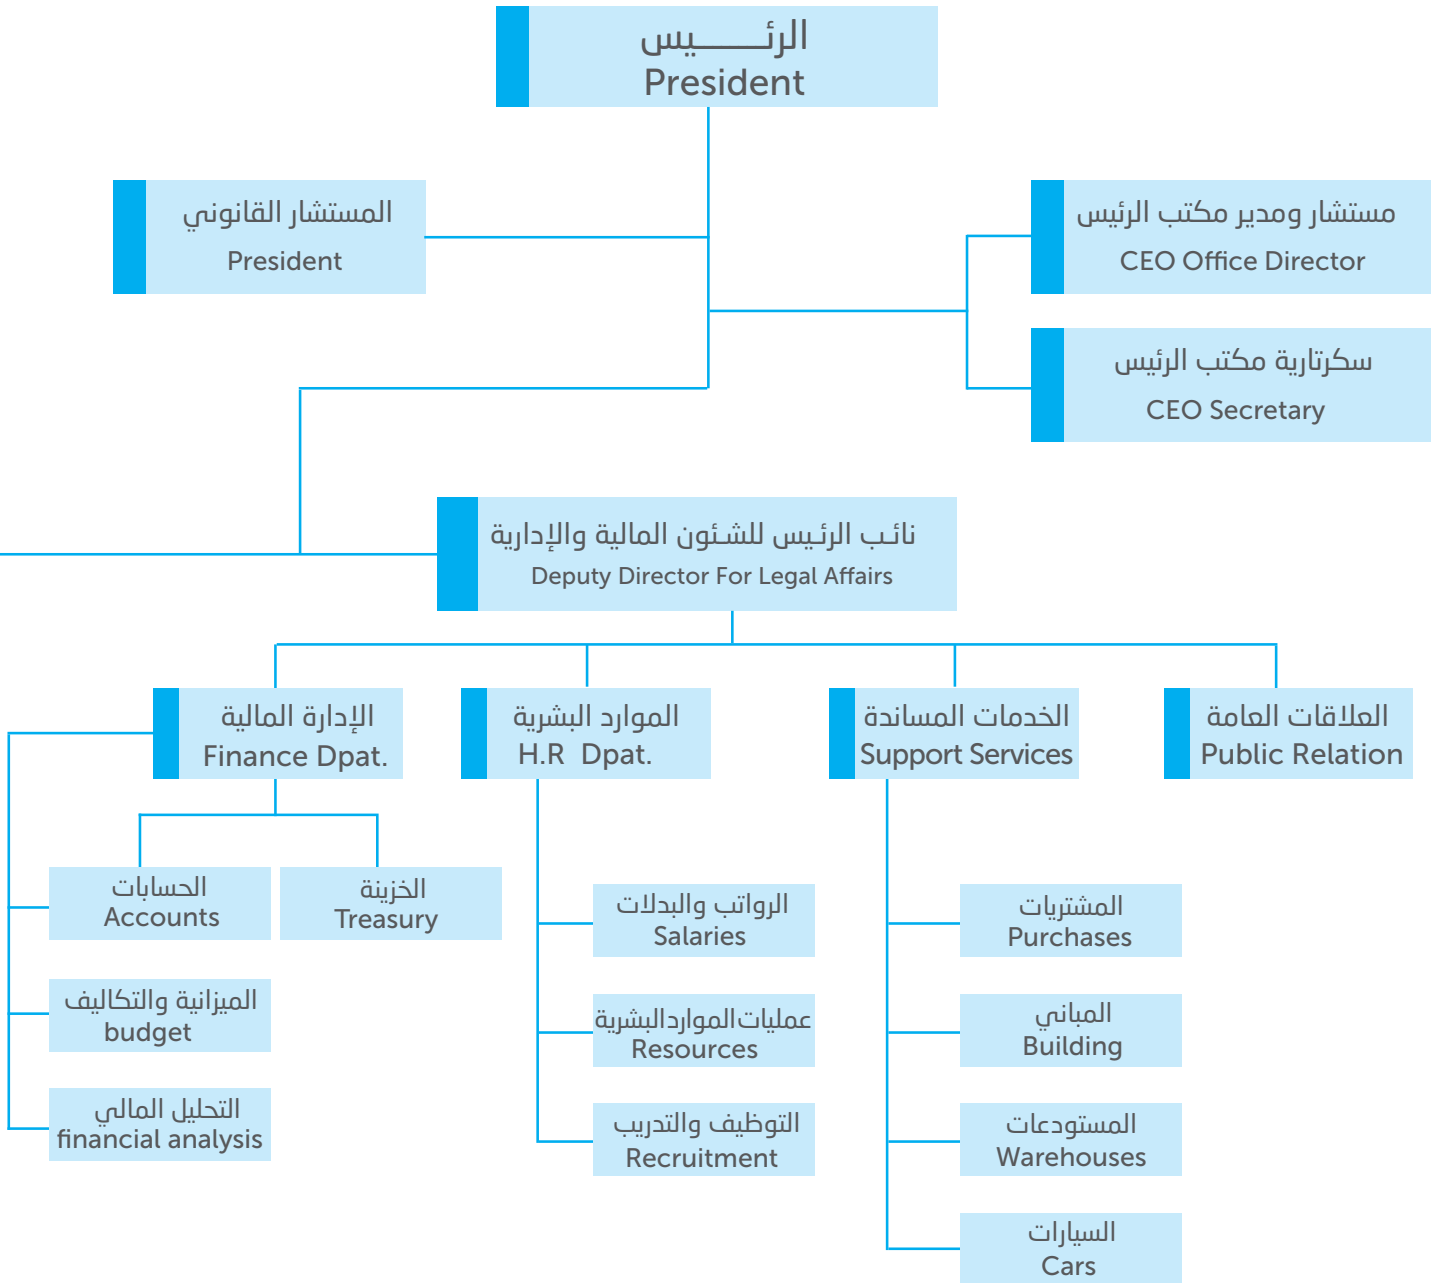 الرئـــــــيس
President
المستشار القانوني
President
مستشار ومدير مكتب الرئيس
CEO Office Director
سكرتارية مكتب الرئيس
CEO Secretary
نائب الرئيس للشئون المالية والإدارية
Deputy Director For Legal Affairs
الإدارة المالية
Finance Dpat.
الموارد البشرية
H.R Dpat.
الخدمات المساندة
Support Services
العلاقات العامة
Public Relation
الحسابات
Accounts
الخزينة
Treasury
الميزانية والتكاليف
budget
التحليل المالي
financial analysis
الرواتب والبدلات
Salaries
عمليات الموارد البشرية
Resources
التوظيف والتدريب
Recruitment
المشتريات
Purchases
المباني
Building
المستودعات
Warehouses
السيارات
Cars